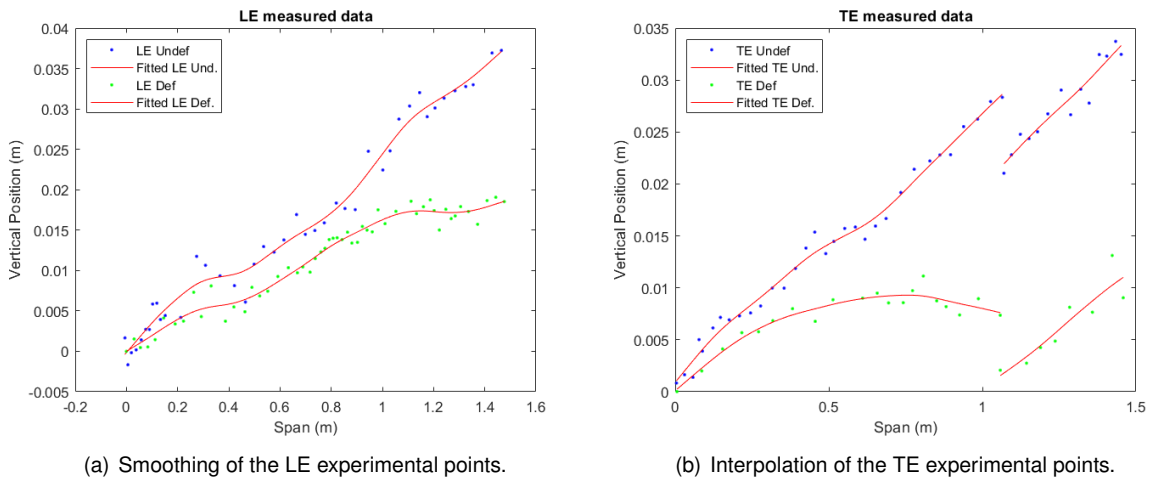 LE measured data
0.04
0.035
0.03
0.025
0.02
0.015
0.01
0.005
0
-0.005
Vertical Position (m)
LE Undef
Fitted LE Und.
LE Def
Fitted LE Def.
-0.2 0 0.2 0.4 0.6 0.8 1 1.2 1.4 1.6
Span (m)
(a) Smoothing of the LE experimental points.
TE measured data
0.035
0.03
0.025
0.02
0.015
0.01
0.005
0
Vertical Position (m)
TE Undef
Fitted TE Und.
TE Def
Fitted TE Def.
0 0.5 1 1.5
Span (m)
(b) Interpolation of the TE experimental points.